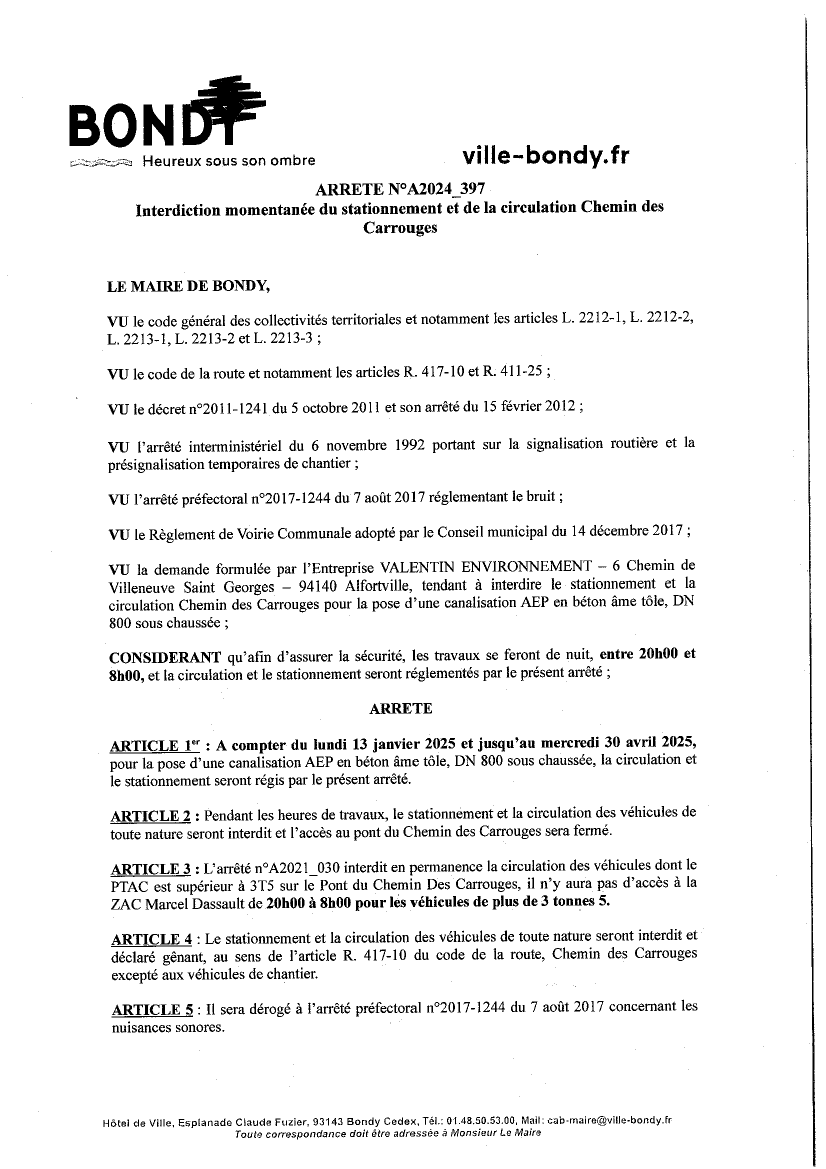 BONDY
Heureux sous son ombre
ville-bondy.fr
ARRETE N°A2024_397
Interdiction momentanée du stationnement et de la circulation Chemin des
Carrouges
LE MAIRE DE BONDY,
VU le code général des collectivités territoriales et notamment les articles L. 2212-1, L. 2212-2,
L. 2213-1, L. 2213-2 et L. 2213-3 ;
VU le code de la route et notamment les articles R. 417-10 et R. 411-25 ;
VU le décret n°2011-1241 du 5 octobre 2011 et son arrêté du 15 février 2012 ;
VU l'arrêté interministériel du 6 novembre 1992 portant sur la signalisation routière et la
présignalisation temporaires de chantier ;
VU l'arrêté préfectoral n°2017-1244 du 7 août 2017 réglementant le bruit ;
VU le Règlement de Voirie Communale adopté par le Conseil municipal du 14 décembre 2017 ;
VU la demande formulée par l'Entreprise VALENTIN ENVIRONNEMENT – 6 Chemin de
Villeneuve Saint Georges – 94140 Alfortville, tendant à interdire le stationnement et la
circulation Chemin des Carrouges pour la pose d'une canalisation AEP en béton âme tôle, DN
800 sous chaussée ;
CONSIDERANT qu'afin d'assurer la sécurité, les travaux se feront de nuit, entre 20h00 et
8h00, et la circulation et le stationnement seront réglementés par le présent arrêté ;
ARRETE
ARTICLE 1er : A compter du lundi 13 janvier 2025 et jusqu'au mercredi 30 avril 2025,
pour la pose d'une canalisation AEP en béton âme tôle, DN 800 sous chaussée, la circulation et
le stationnement seront régis par le présent arrêté.
ARTICLE 2 : Pendant les heures de travaux, le stationnement et la circulation des véhicules de
toute nature seront interdit et l'accès au pont du Chemin des Carrouges sera fermé.
ARTICLE 3 : L'arrêté n°A2021_030 interdit en permanence la circulation des véhicules dont le
PTAC est supérieur à 3T5 sur le Pont du Chemin Des Carrouges, il n'y aura pas d'accès à la
ZAC Marcel Dassault de 20h00 à 8h00 pour les véhicules de plus de 3 tonnes 5.
ARTICLE 4 : Le stationnement et la circulation des véhicules de toute nature seront interdit et
déclaré gênant, au sens de l'article R. 417-10 du code de la route, Chemin des Carrouges
excepté aux véhicules de chantier.
ARTICLE 5 : Il sera dérogé à l'arrêté préfectoral n°2017-1244 du 7 août 2017 concernant les
nuisances sonores.
Hôtel de Ville, Esplanade Claude Fuzier, 93143 Bondy Cedex, Tél.: 01.48.50.53.00, Mail: cab-maire@ville-bondy.fr
Toute correspondance doit être adressée à Monsieur Le Maire